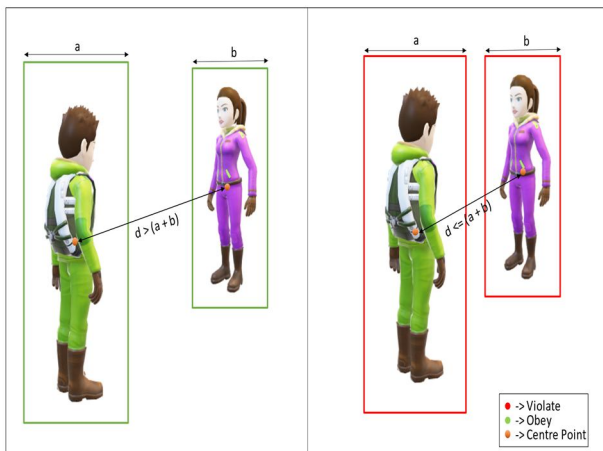 a
b
d > (a + b)
a
b
d <= (a + b)
-> Violate
-> Obey
-> Centre Point